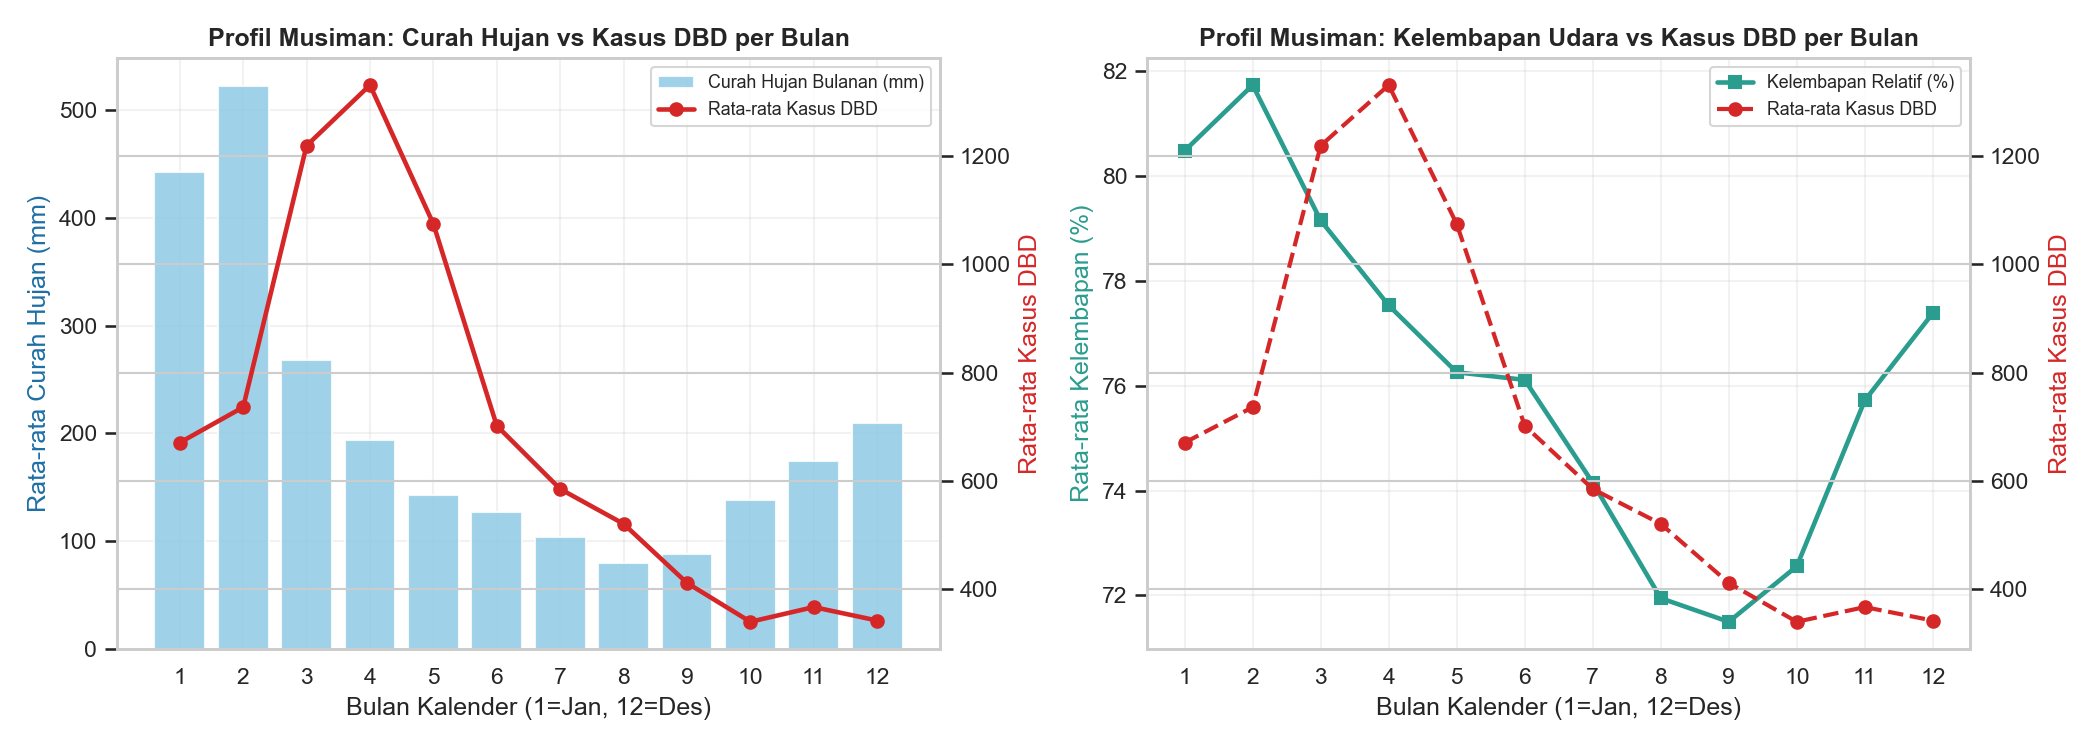 Profil Musiman: Curah Hujan vs Kasus DBD per Bulan
Curah Hujan Bulanan (mm)
Rata-rata Kasus DBD
Rata-rata Curah Hujan (mm)
500
400
300
200
100
0
1200
1000
800
600
400
Rata-rata Kasus DBD
1 2 3 4 5 6 7 8 9 10 11 12
Bulan Kalender (1=Jan, 12=Des)
Profil Musiman: Kelembapan Udara vs Kasus DBD per Bulan
Kelembapan Relatif (%)
Rata-rata Kasus DBD
Rata-rata Kelembapan (%)
82
80
78
76
74
72
1200
1000
800
600
400
Rata-rata Kasus DBD
1 2 3 4 5 6 7 8 9 10 11 12
Bulan Kalender (1=Jan, 12=Des)